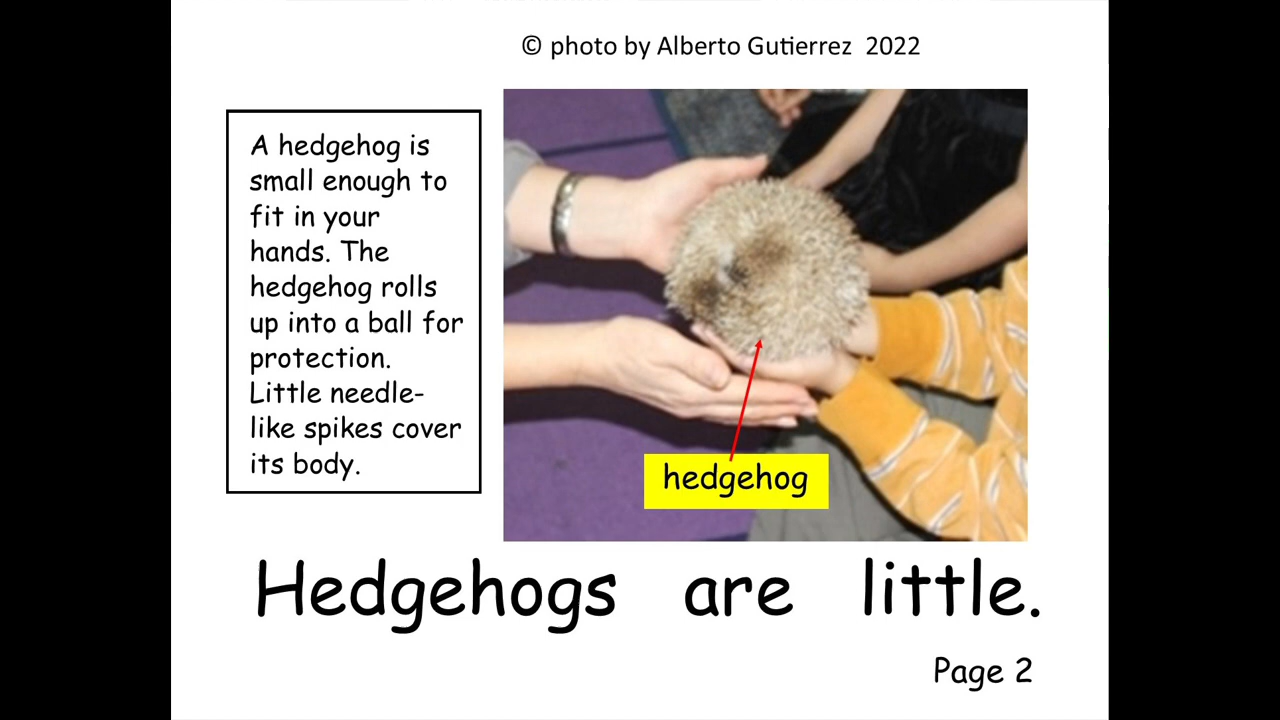 © photo by Alberto Gutierrez 2022
A hedgehog is
small enough to
fit in your
hands. The
hedgehog rolls
up into a ball for
protection.
Little needle-
like spikes cover
its body.
hedgehog
Hedgehogs are little.
Page 2